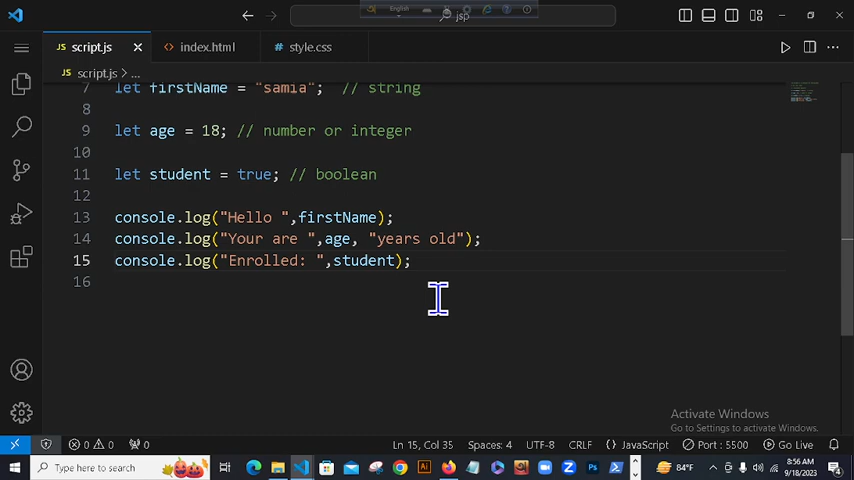 English
jsp
script.js
index.html
style.css
script.js > ...
7 let firstName = "samia"; // string
8
9 let age = 18; // number or integer
10
11 let student = true; // boolean
12
13 console.log("Hello ",firstName);
14 console.log("Your are ",age, "years old");
15 console.log("Enrolled: ",student);
16
Activate Windows
Go to Settings to activate Windows.
0 0 0 Ln 15, Col 35 Spaces: 4 UTF-8 CRLF {} JavaScript Port : 5500 Go Live
Type here to search
84°F
8:56 AM
9/18/2023
4